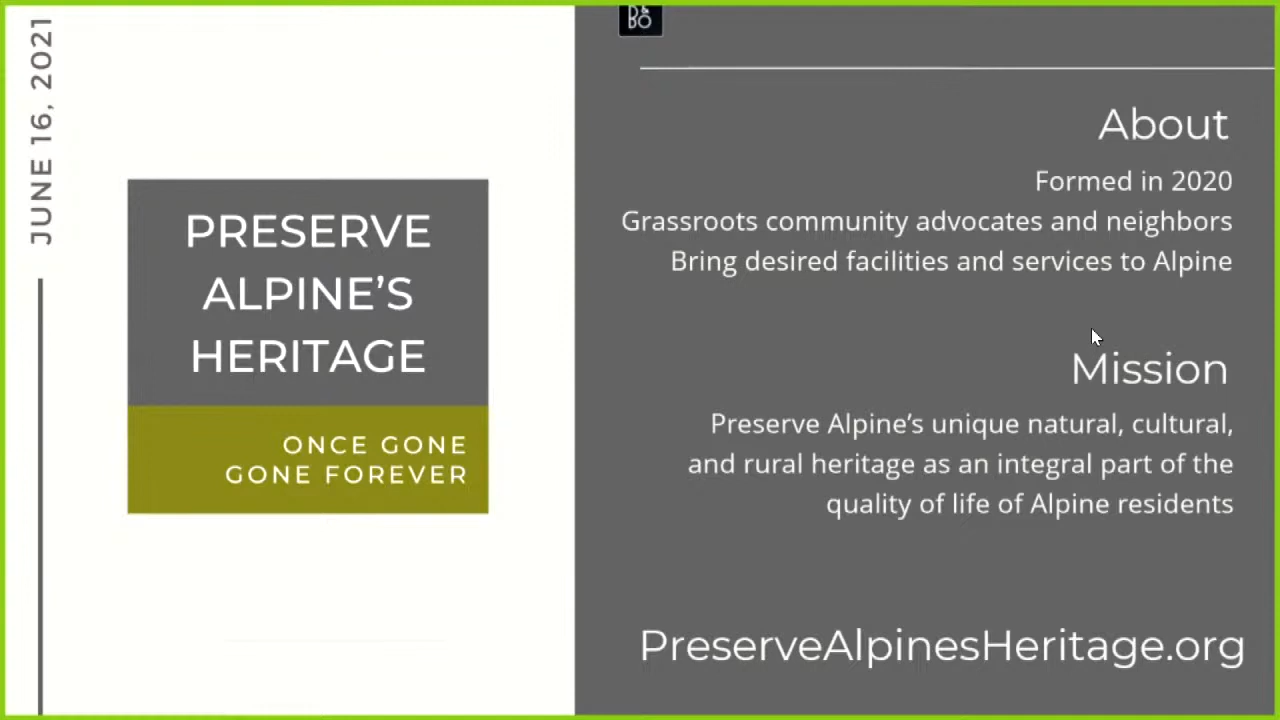 JUNE 16, 2021
PRESERVE
ALPINE’S
HERITAGE
ONCE GONE
GONE FOREVER
About
Formed in 2020
Grassroots community advocates and neighbors
Bring desired facilities and services to Alpine
Mission
Preserve Alpine’s unique natural, cultural,
and rural heritage as an integral part of the
quality of life of Alpine residents
PreserveAlpinesHeritage.org